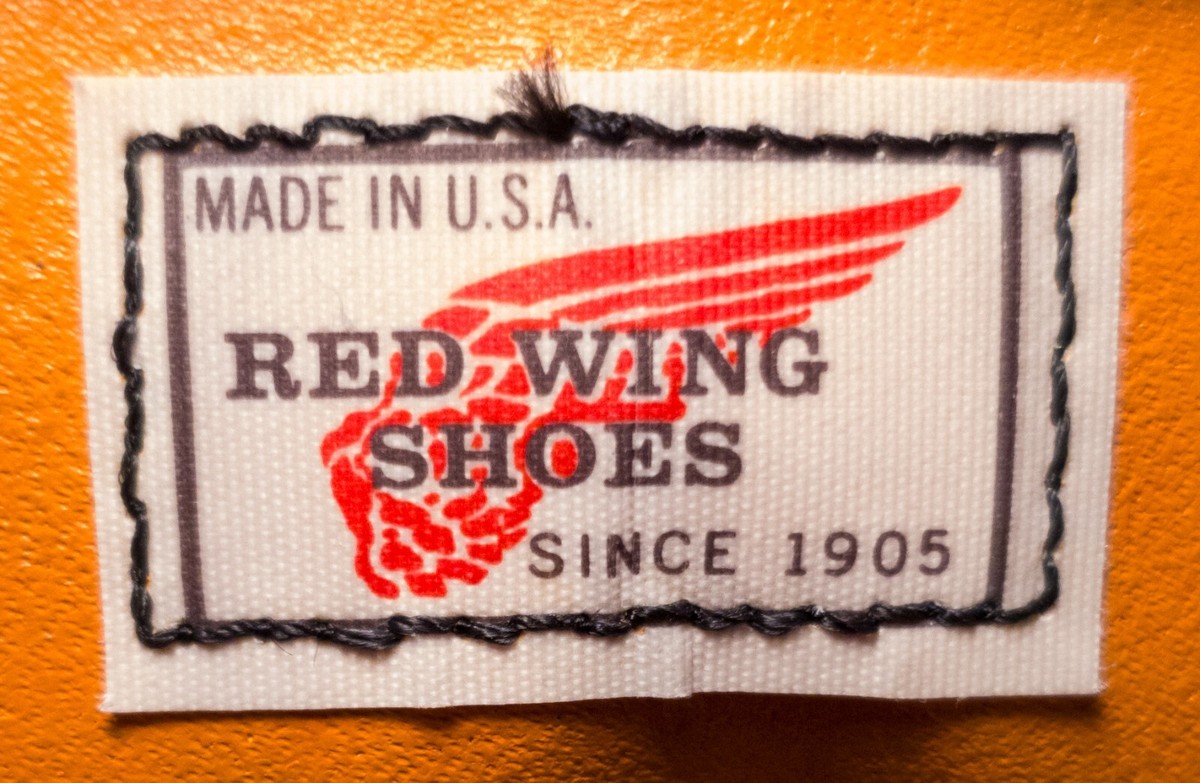 MADE IN U.S.A.
RED WING
SHOES
SINCE 1905